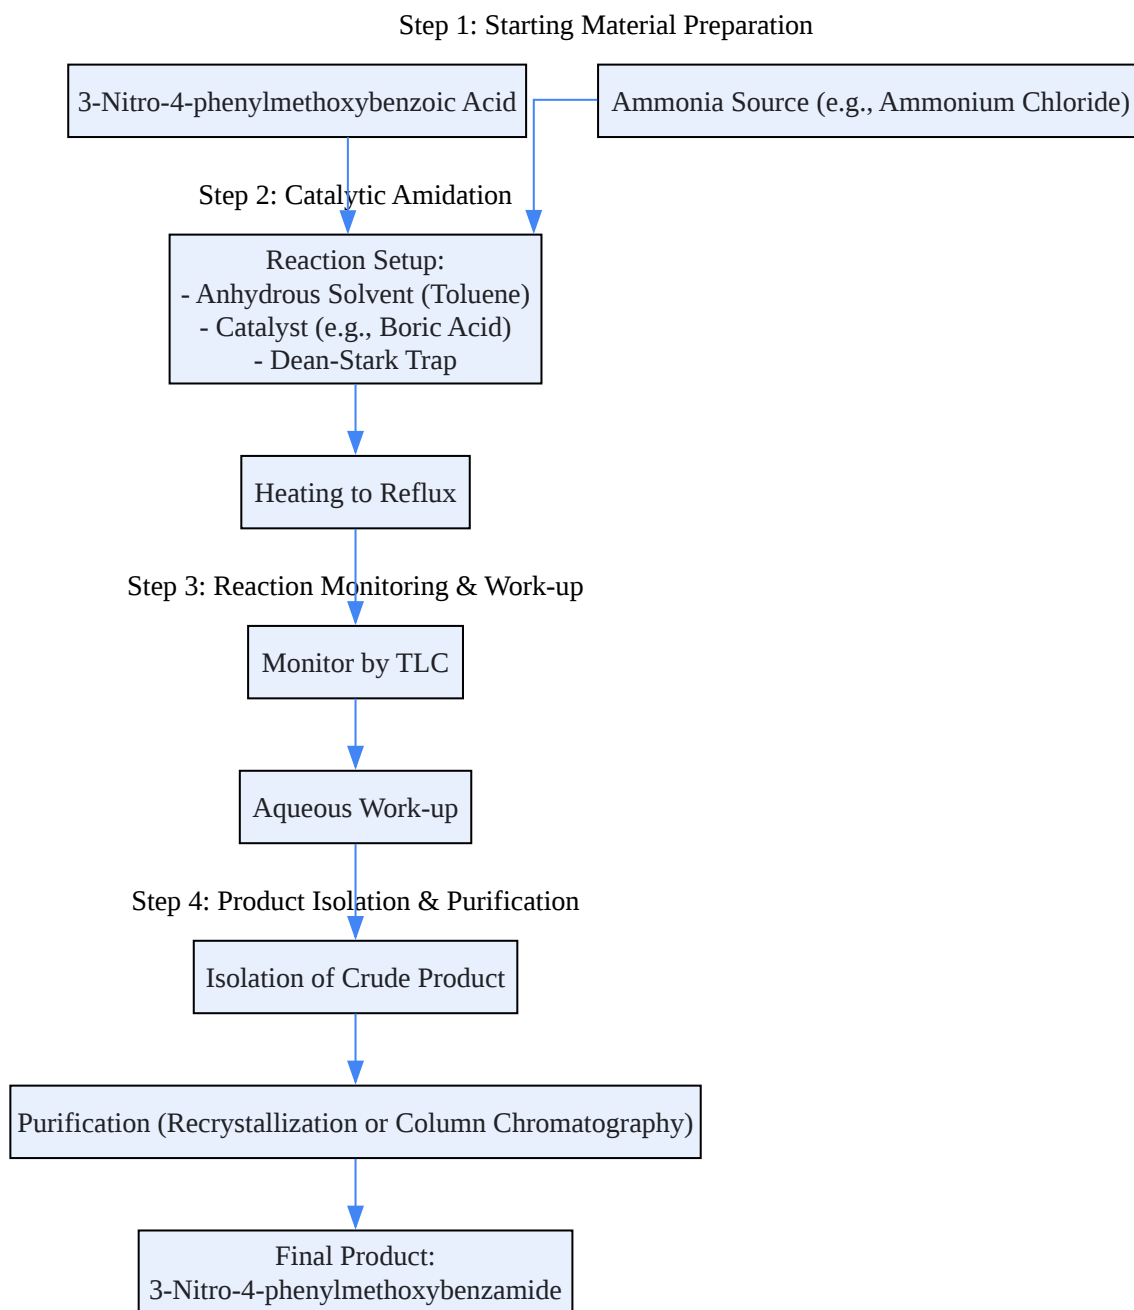 Step 1: Starting Material Preparation
3-Nitro-4-phenylmethoxybenzoic Acid
Ammonia Source (e.g., Ammonium Chloride)
Step 2: Catalytic Amidation
Reaction Setup:
- Anhydrous Solvent (Toluene)
- Catalyst (e.g., Boric Acid)
- Dean-Stark Trap
Heating to Reflux
Step 3: Reaction Monitoring & Work-up
Monitor by TLC
Aqueous Work-up
Step 4: Product Isolation & Purification
Isolation of Crude Product
Purification (Recrystallization or Column Chromatography)
Final Product:
3-Nitro-4-phenylmethoxybenzamide